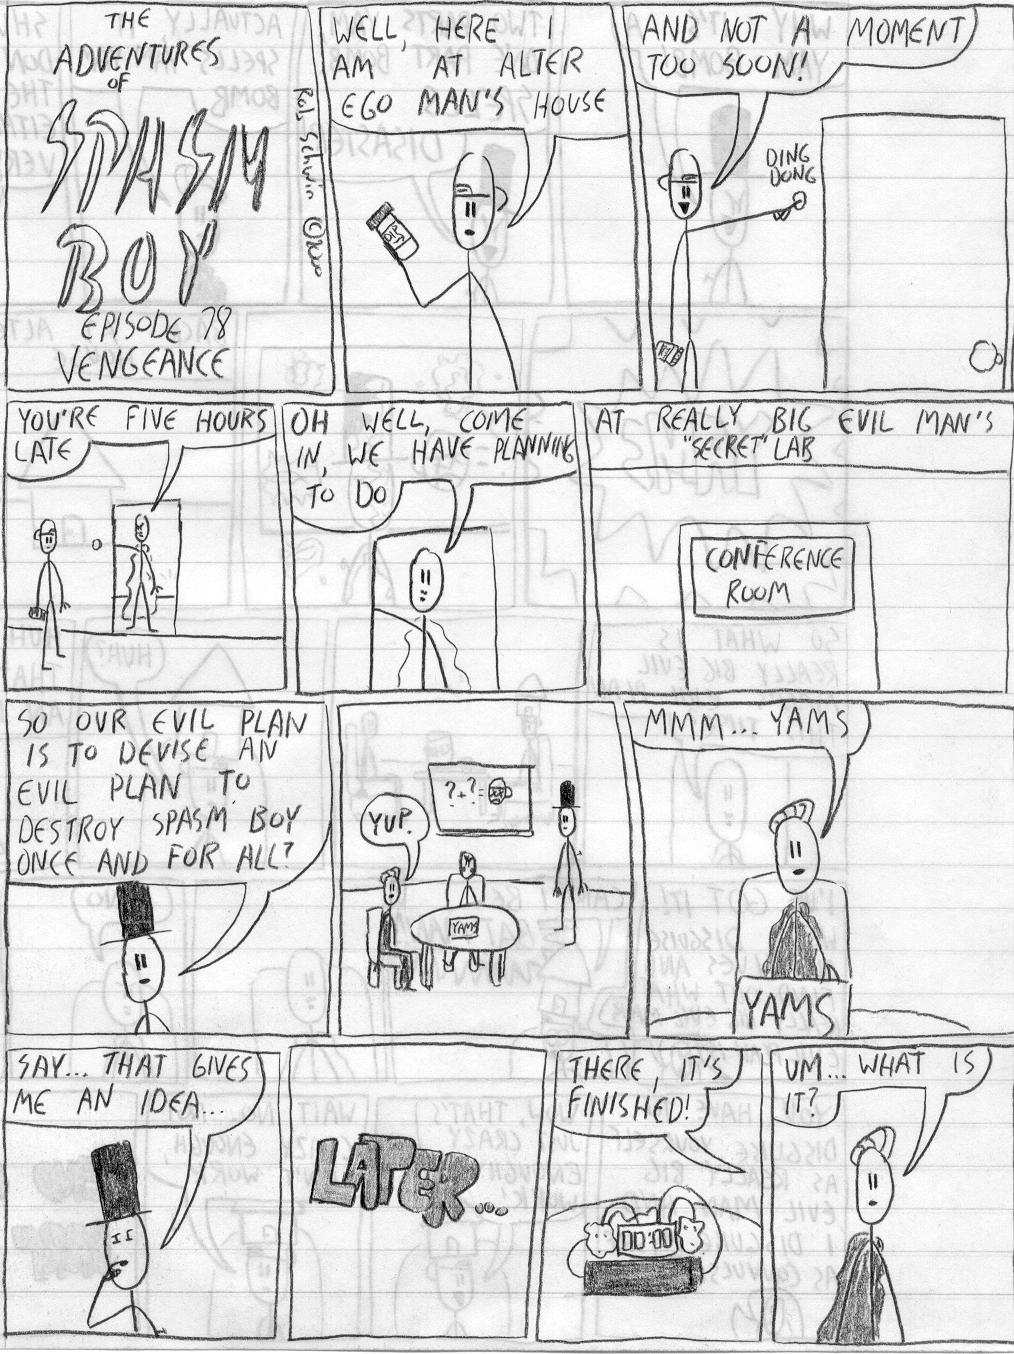 THE
ADVENTURES
OF
SPASM
BOY
EPISODE 78
VENGEANCE
Rob Schwin ©2000
WELL, HERE I
AM AT ALTER
EGO MAN'S HOUSE
AND NOT A MOMENT
TOO SOON!
DING
DONG
YOU'RE FIVE HOURS
LATE
OH WELL, COME
IN, WE HAVE PLANNING
TO DO
AT REALLY BIG EVIL MAN'S
"SECRET" LAB
CONFERENCE
ROOM
SO OUR EVIL PLAN
IS TO DEVISE AN
EVIL PLAN TO
DESTROY SPASM BOY
ONCE AND FOR ALL?
?+?=
YUP.
YAMS
MMM... YAMS
YAMS
SAY... THAT GIVES
ME AN IDEA...
LATER...
THERE, IT'S
FINISHED!
00:00
UM... WHAT IS
IT?